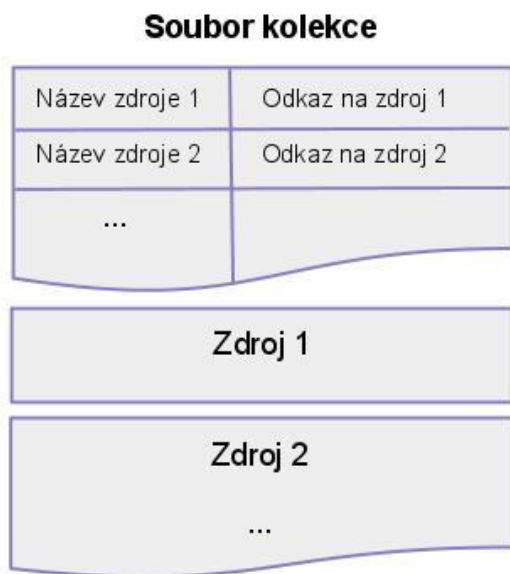 Soubor kolekce
Název zdroje 1 Odkaz na zdroj 1
Název zdroje 2 Odkaz na zdroj 2
...
Zdroj 1
Zdroj 2
...